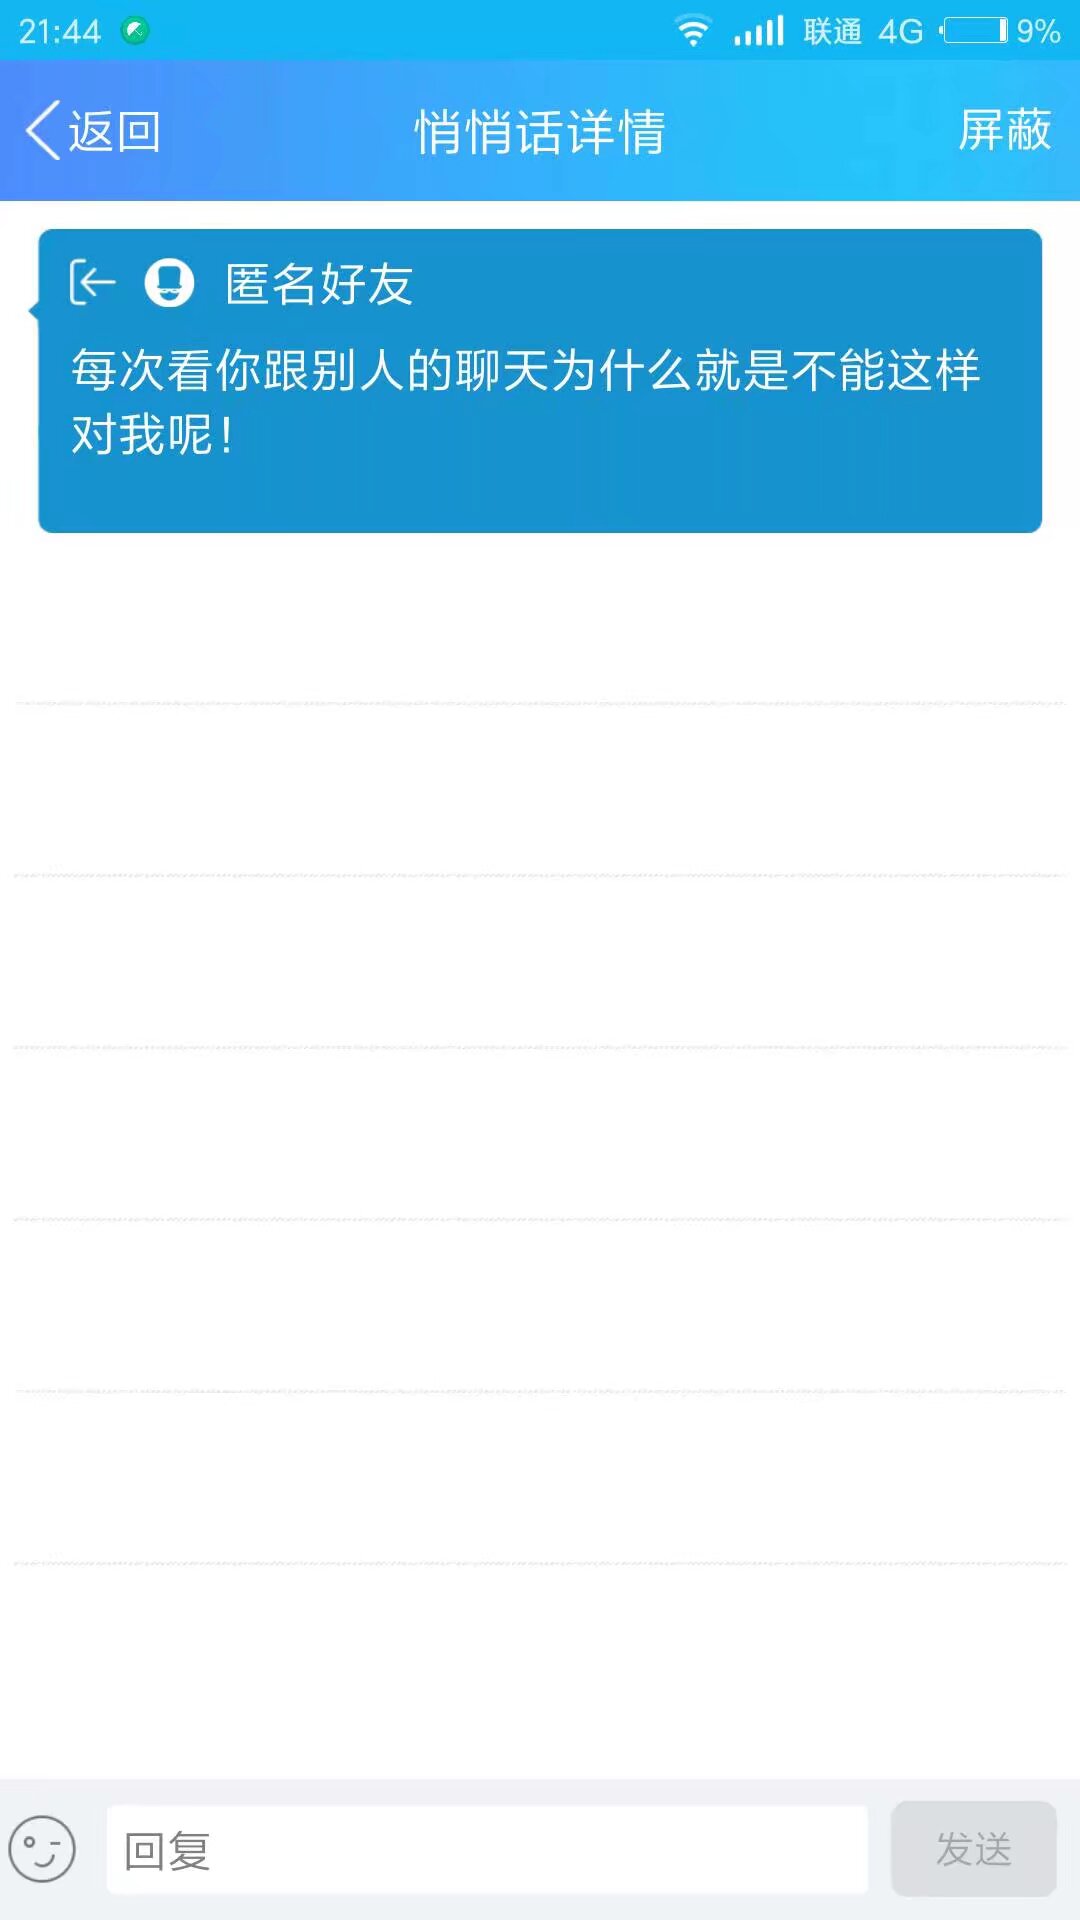 21:44 联通 4G 9%
返回 悄悄话详情 屏蔽
匿名好友
每次看你跟别人的聊天为什么就是不能这样
对我呢!
回复 发送